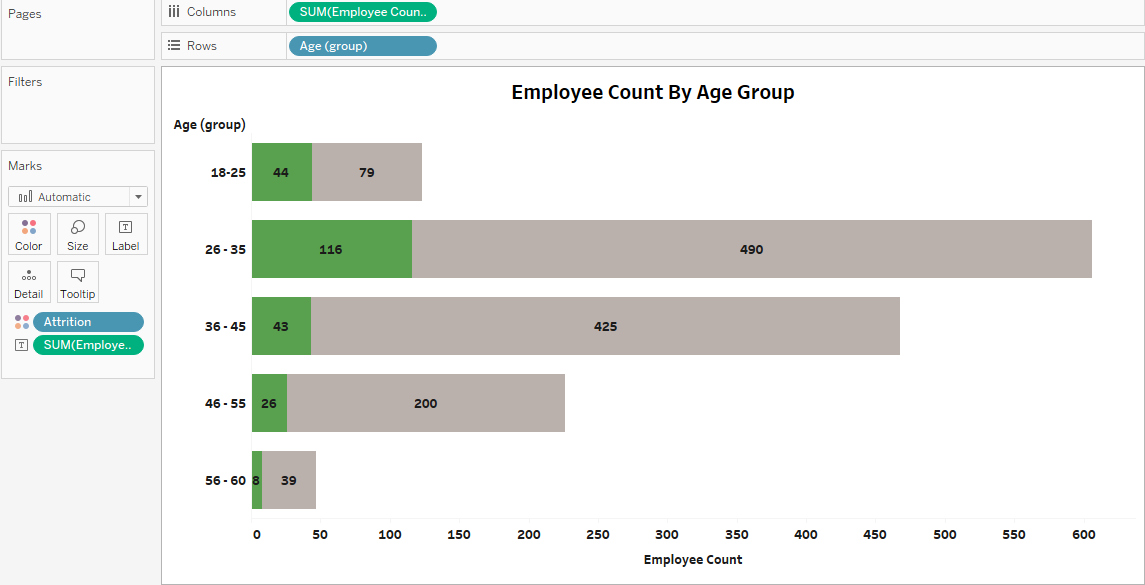 Pages
Columns
SUM(Employee Coun..
Rows
Age (group)
Filters
Marks
Automatic
Color
Size
Label
Detail
Tooltip
Attrition
SUM(Employe..
Employee Count By Age Group
Age (group)
18-25
44
79
26 - 35
116
490
36 - 45
43
425
46 - 55
26
200
56 - 60
8
39
0 50 100 150 200 250 300 350 400 450 500 550 600
Employee Count